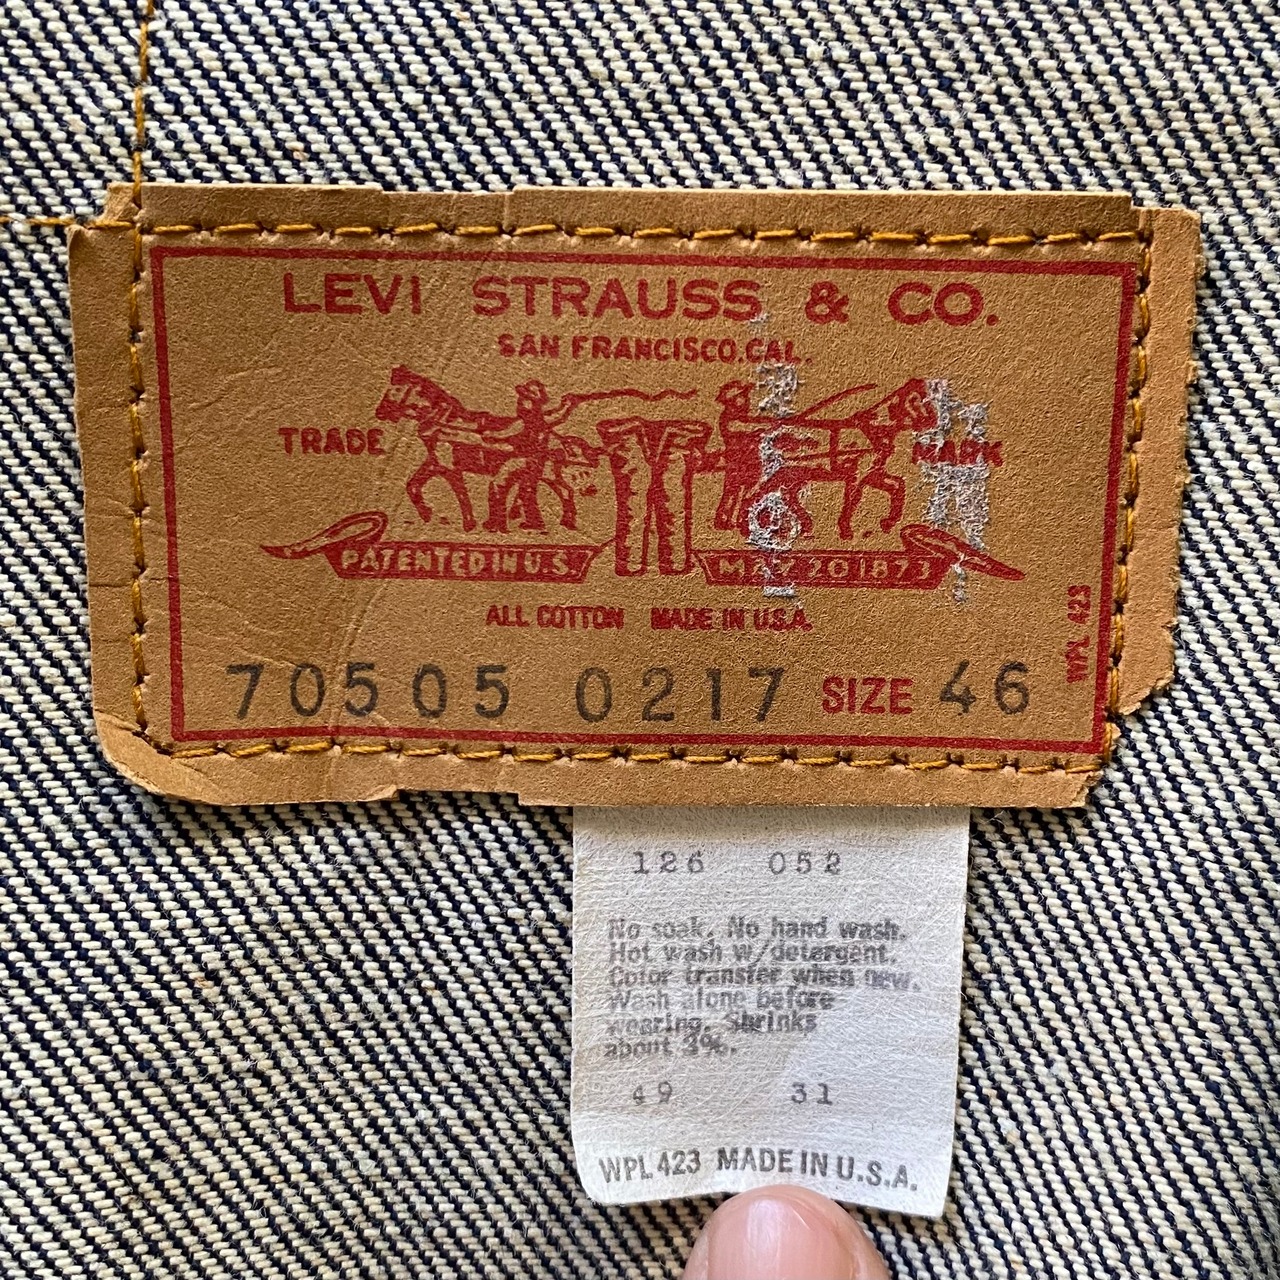 LEVI STRAUSS & CO.
SAN FRANCISCO, CAL.
TRADE MARK
PATENTED IN U.S. MAY 20 1873
ALL COTTON MADE IN U.S.A.
WPL 423
70505 0217 SIZE 46
126 052
No soak. No hand wash.
Hot wash w/detergent.
Color transfer when new.
Wash alone before
wearing. Shrinks
about 3%.
49 31
WPL 423 MADE IN U.S.A.